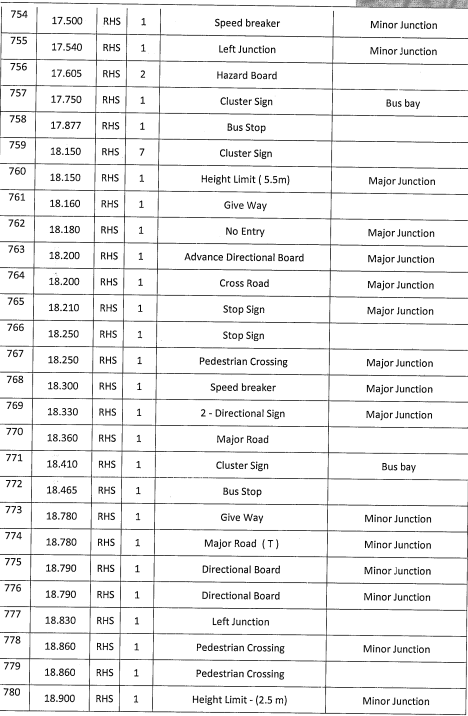 754 17.500 RHS 1 Speed breaker Minor Junction
755 17.540 RHS 1 Left Junction Minor Junction
756 17.605 RHS 2 Hazard Board
757 17.750 RHS 1 Cluster Sign Bus bay
758 17.877 RHS 1 Bus Stop
759 18.150 RHS 7 Cluster Sign
760 18.150 RHS 1 Height Limit ( 5.5m) Major Junction
761 18.160 RHS 1 Give Way
762 18.180 RHS 1 No Entry Major Junction
763 18.200 RHS 1 Advance Directional Board Major Junction
764 18.200 RHS 1 Cross Road Major Junction
765 18.210 RHS 1 Stop Sign Major Junction
766 18.250 RHS 1 Stop Sign
767 18.250 RHS 1 Pedestrian Crossing Major Junction
768 18.300 RHS 1 Speed breaker Major Junction
769 18.330 RHS 1 2 - Directional Sign Major Junction
770 18.360 RHS 1 Major Road
771 18.410 RHS 1 Cluster Sign Bus bay
772 18.465 RHS 1 Bus Stop
773 18.780 RHS 1 Give Way Minor Junction
774 18.780 RHS 1 Major Road ( T ) Minor Junction
775 18.790 RHS 1 Directional Board Minor Junction
776 18.790 RHS 1 Directional Board Minor Junction
777 18.830 RHS 1 Left Junction
778 18.860 RHS 1 Pedestrian Crossing Minor Junction
779 18.860 RHS 1 Pedestrian Crossing
780 18.900 RHS 1 Height Limit - (2.5 m) Minor Junction